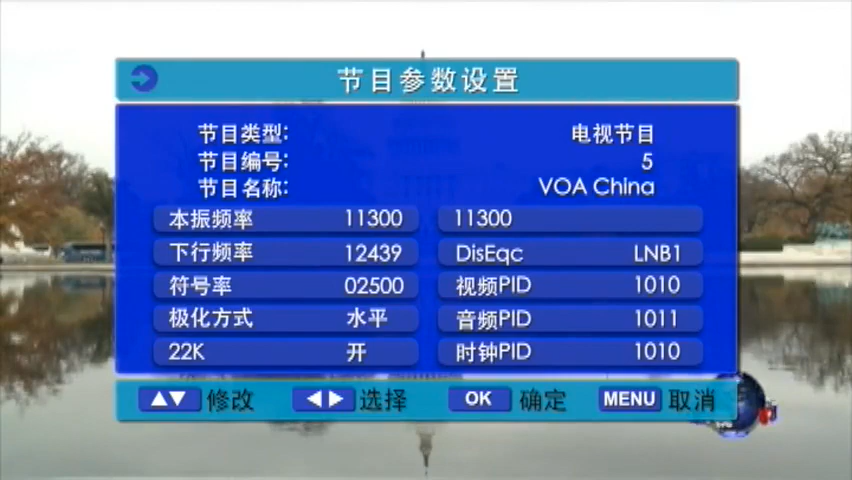 节目参数设置
节目类型: 电视节目
节目编号: 5
节目名称: VOA China
本振频率 11300 11300
下行频率 12439 DisEqc LNB1
符号率 02500 视频PID 1010
极化方式 水平 音频PID 1011
22K 开 时钟PID 1010
▲▼ 修改 ◀▶ 选择 OK 确定 MENU 取消